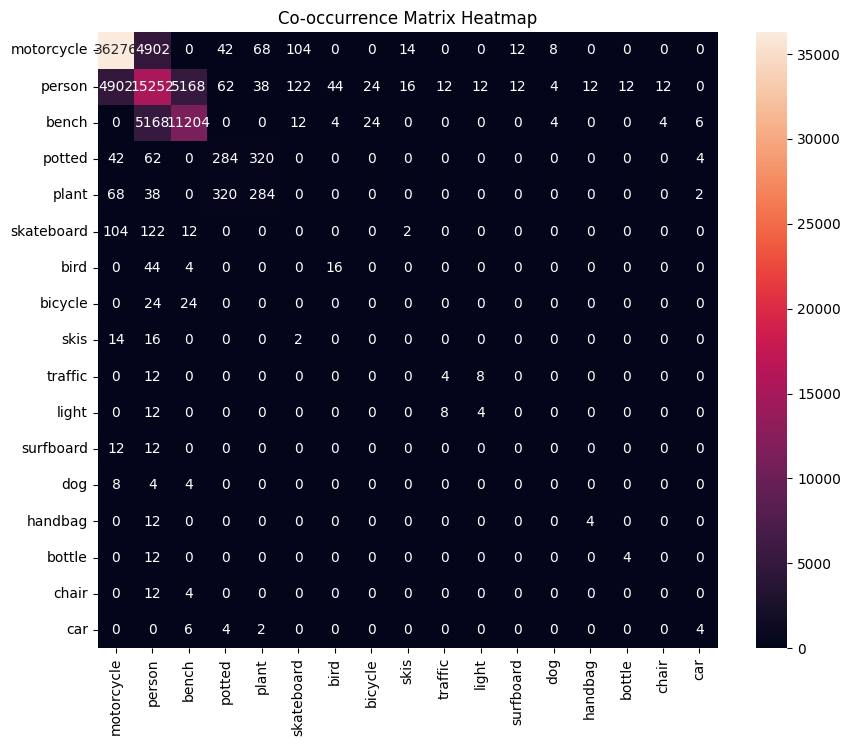 Co-occurrence Matrix Heatmap
motorcycle 36276 4902 0 42 68 104 0 0 14 0 0 12 8 0 0 0 0
person 4902 15252 5168 62 38 122 44 24 16 12 12 12 4 12 12 12 0
bench 0 5168 11204 0 0 12 4 24 0 0 0 0 4 0 0 4 6
potted 42 62 0 284 320 0 0 0 0 0 0 0 0 0 0 0 4
plant 68 38 0 320 284 0 0 0 0 0 0 0 0 0 0 0 2
skateboard 104 122 12 0 0 0 0 0 2 0 0 0 0 0 0 0 0
bird 0 44 4 0 0 0 16 0 0 0 0 0 0 0 0 0 0
bicycle 0 24 24 0 0 0 0 0 0 0 0 0 0 0 0 0 0
skis 14 16 0 0 0 2 0 0 0 0 0 0 0 0 0 0 0
traffic 0 12 0 0 0 0 0 0 0 4 8 0 0 0 0 0 0
light 0 12 0 0 0 0 0 0 0 8 4 0 0 0 0 0 0
surfboard 12 12 0 0 0 0 0 0 0 0 0 0 0 0 0 0 0
dog 8 4 4 0 0 0 0 0 0 0 0 0 0 0 0 0 0
handbag 0 12 0 0 0 0 0 0 0 0 0 0 0 4 0 0 0
bottle 0 12 0 0 0 0 0 0 0 0 0 0 0 0 4 0 0
chair 0 12 4 0 0 0 0 0 0 0 0 0 0 0 0 0 0
car 0 0 6 4 2 0 0 0 0 0 0 0 0 0 0 0 4
motorcycle person bench potted plant skateboard bird bicycle skis traffic light surfboard dog handbag bottle chair car
35000
30000
25000
20000
15000
10000
5000
0